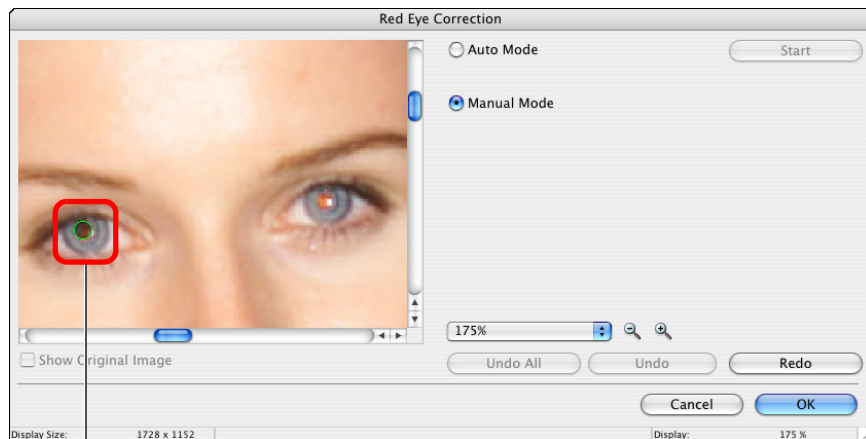 Red Eye Correction
Auto Mode
Start
Manual Mode
175%
Show Original Image
Undo All
Undo
Redo
Cancel
OK
Display Size: 1728 x 1152
Display: 175 %